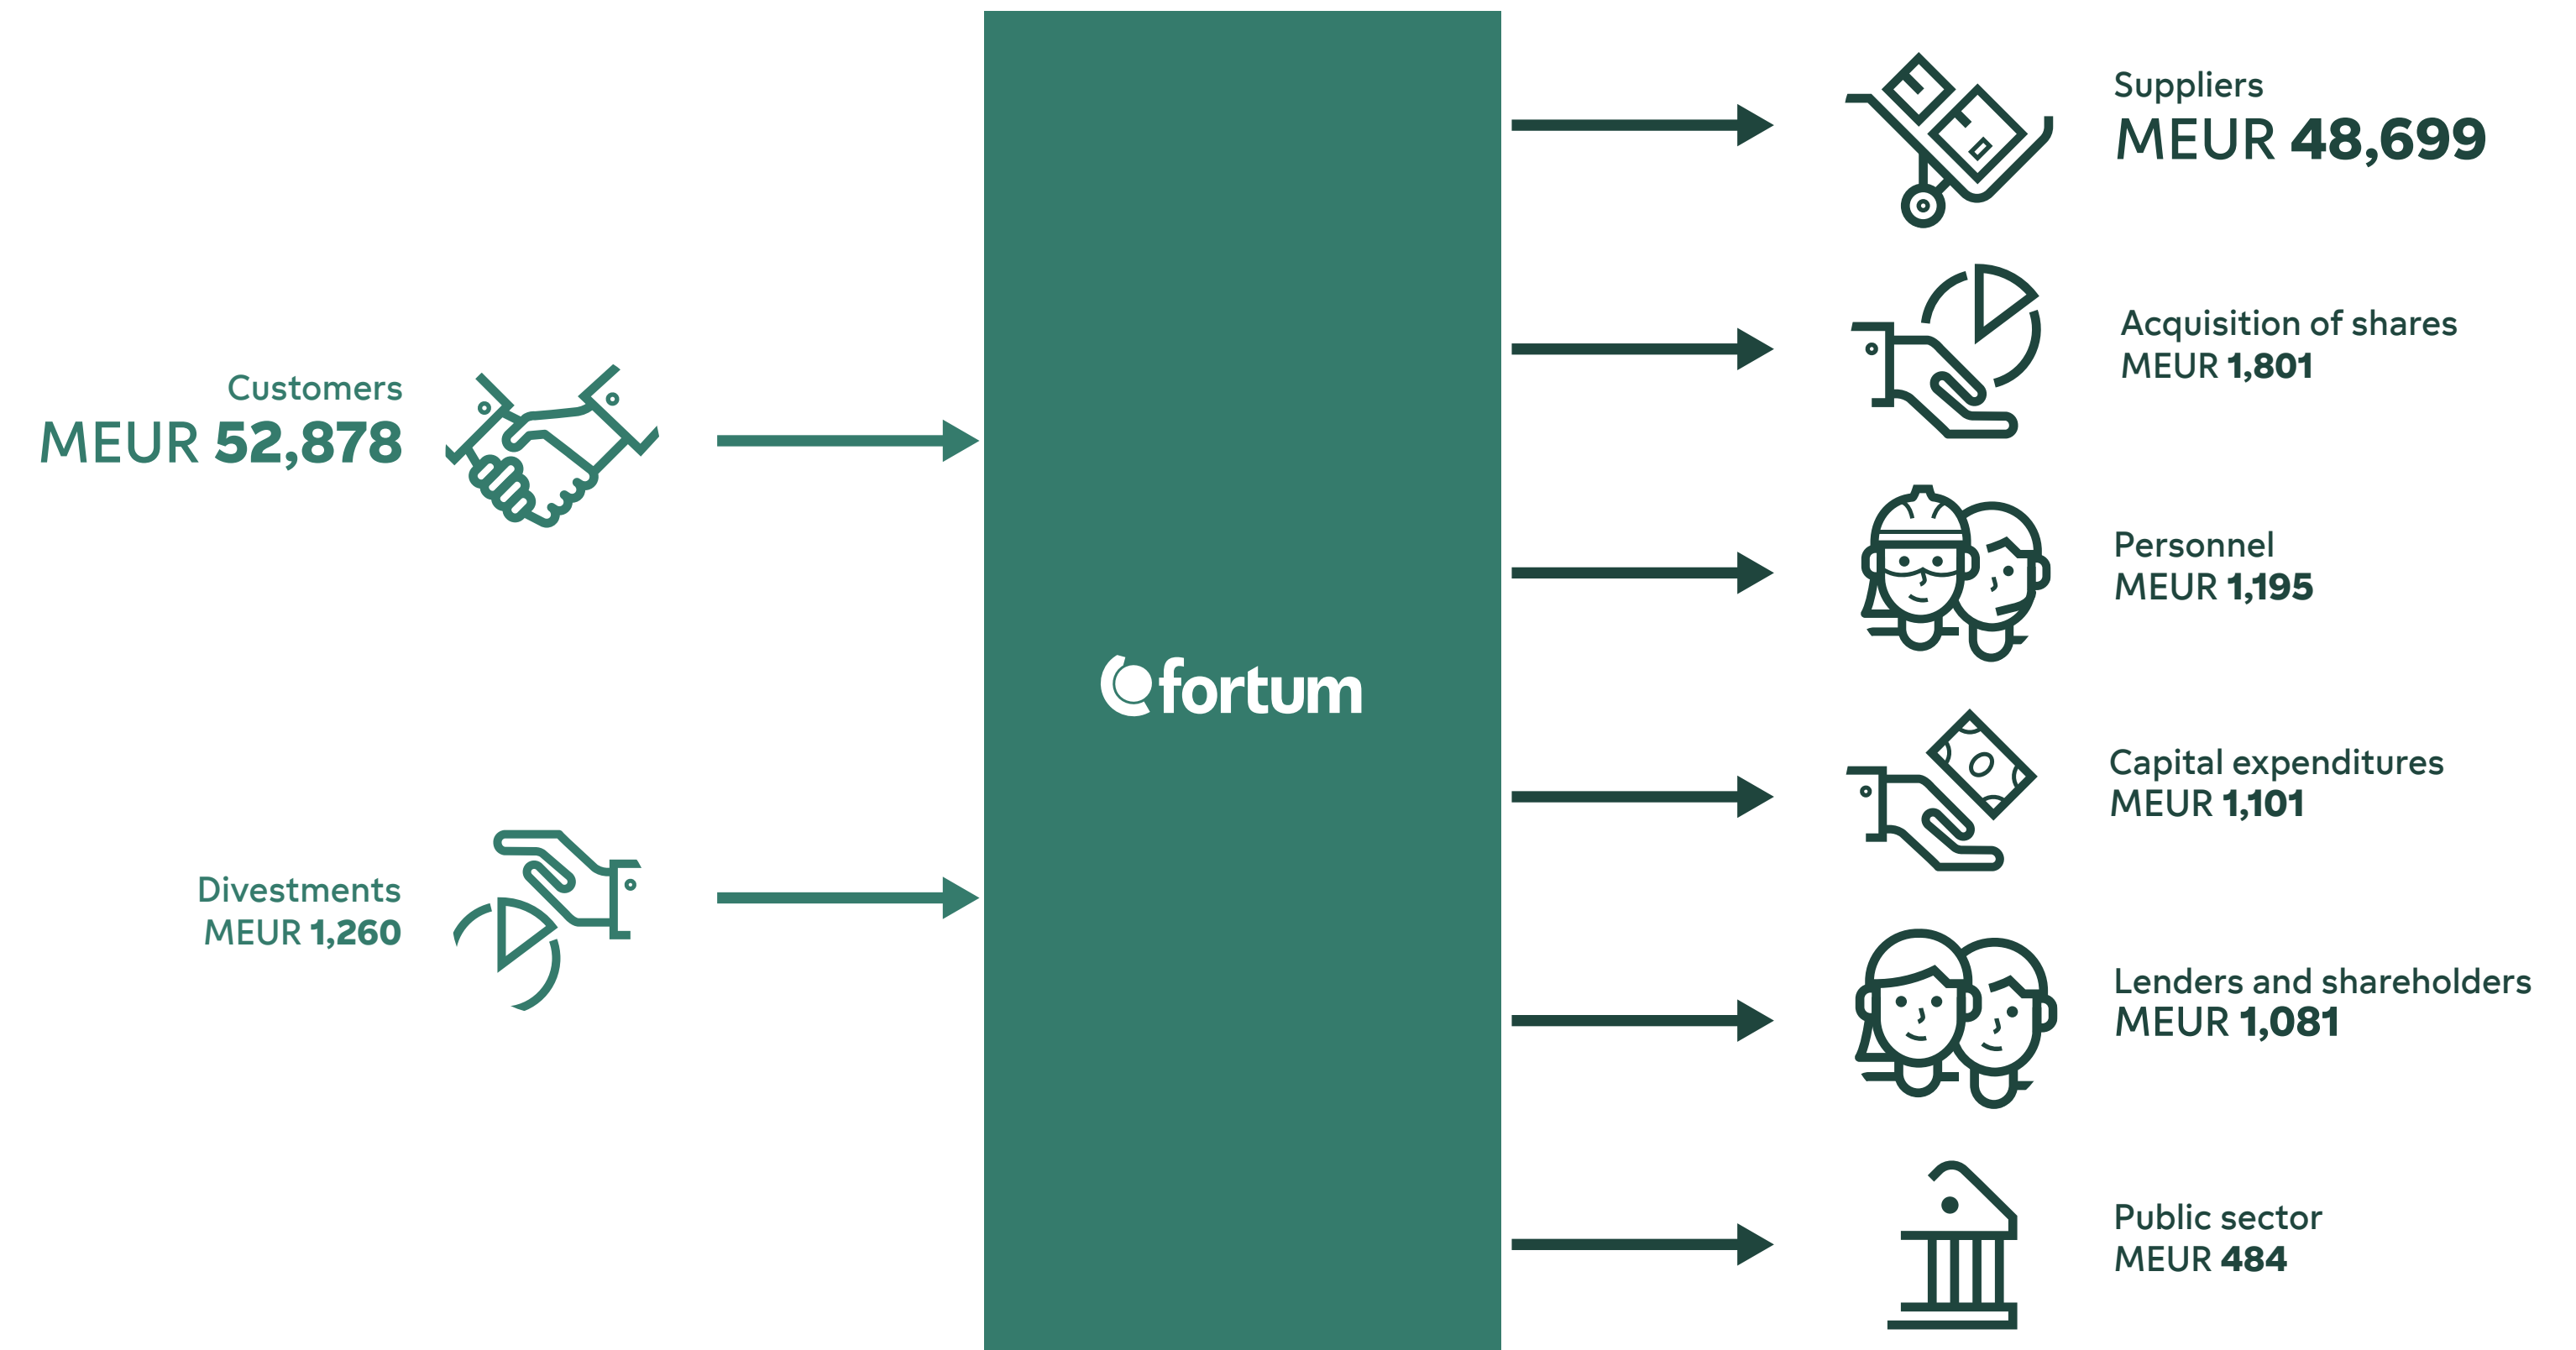 Customers
MEUR 52,878
Divestments
MEUR 1,260
fortum
Suppliers
MEUR 48,699
Acquisition of shares
MEUR 1,801
Personnel
MEUR 1,195
Capital expenditures
MEUR 1,101
Lenders and shareholders
MEUR 1,081
Public sector
MEUR 484